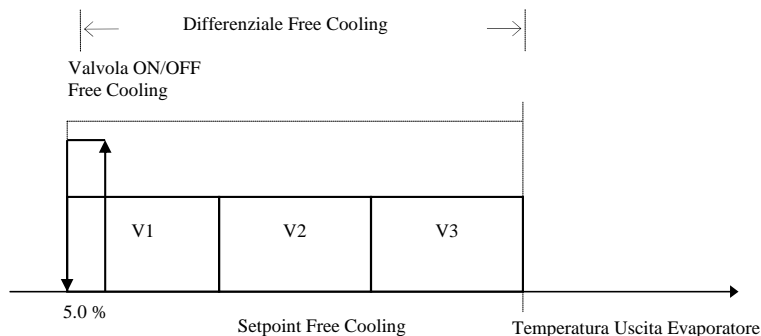 Differenziale Free Cooling
Valvola ON/OFF
Free Cooling
V1 V2 V3
5.0 %
Setpoint Free Cooling
Temperatura Uscita Evaporatore